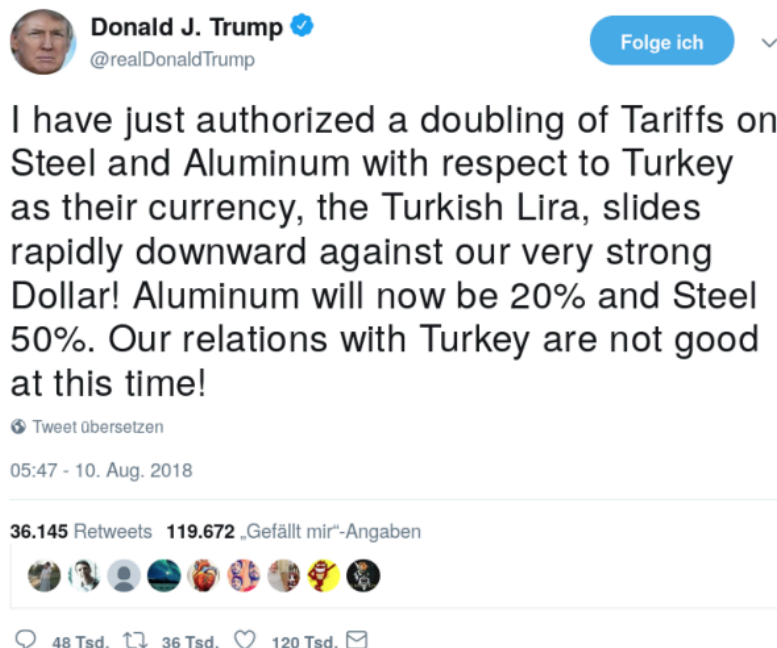 Donald J. Trump
@realDonaldTrump
Folge ich
I have just authorized a doubling of Tariffs on
Steel and Aluminum with respect to Turkey
as their currency, the Turkish Lira, slides
rapidly downward against our very strong
Dollar! Aluminum will now be 20% and Steel
50%. Our relations with Turkey are not good
at this time!
Tweet übersetzen
05:47 - 10. Aug. 2018
36.145 Retweets 119.672 „Gefällt mir“-Angaben
48 Tsd. 36 Tsd. 120 Tsd.